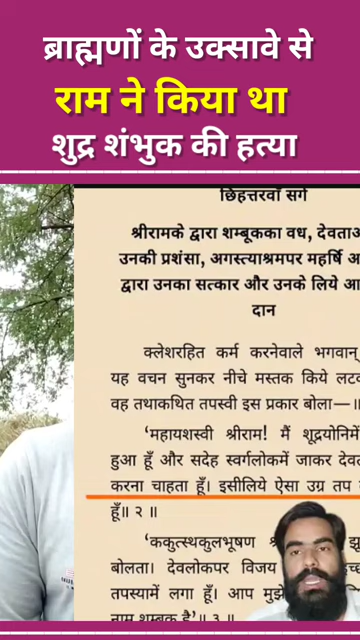 ब्राह्मणों के उक्सावे से
राम ने किया था
शुद्र शंभुक की हत्या
छिहत्तरवाँ सर्ग
श्रीरामके द्वारा शम्बूकका वध,
उनकी प्रशंसा, अगस्त्याश्रमपर महर्षि
द्वारा उनका सत्कार और उनके लिये
दान
क्लेशरहित कर्म करनेवाले भगवान्
यह वचन सुनकर नीचे मस्तक किये
वह तथाकथित तपस्वी इस प्रकार बोला—
'महायशस्वी श्रीराम! मैं शूद्रयोनिमें
हुआ हूँ और सदेह स्वर्गलोकमें जाकर
करना चाहता हूँ। इसीलिये ऐसा उग्र तप
हूँ॥ २ ॥
'ककुत्स्थकुलभूषण
बोलता। देवलोकपर विजय
तपस्यामें लगा हूँ। आप
नाम शम्बूक है'॥ ३ ॥